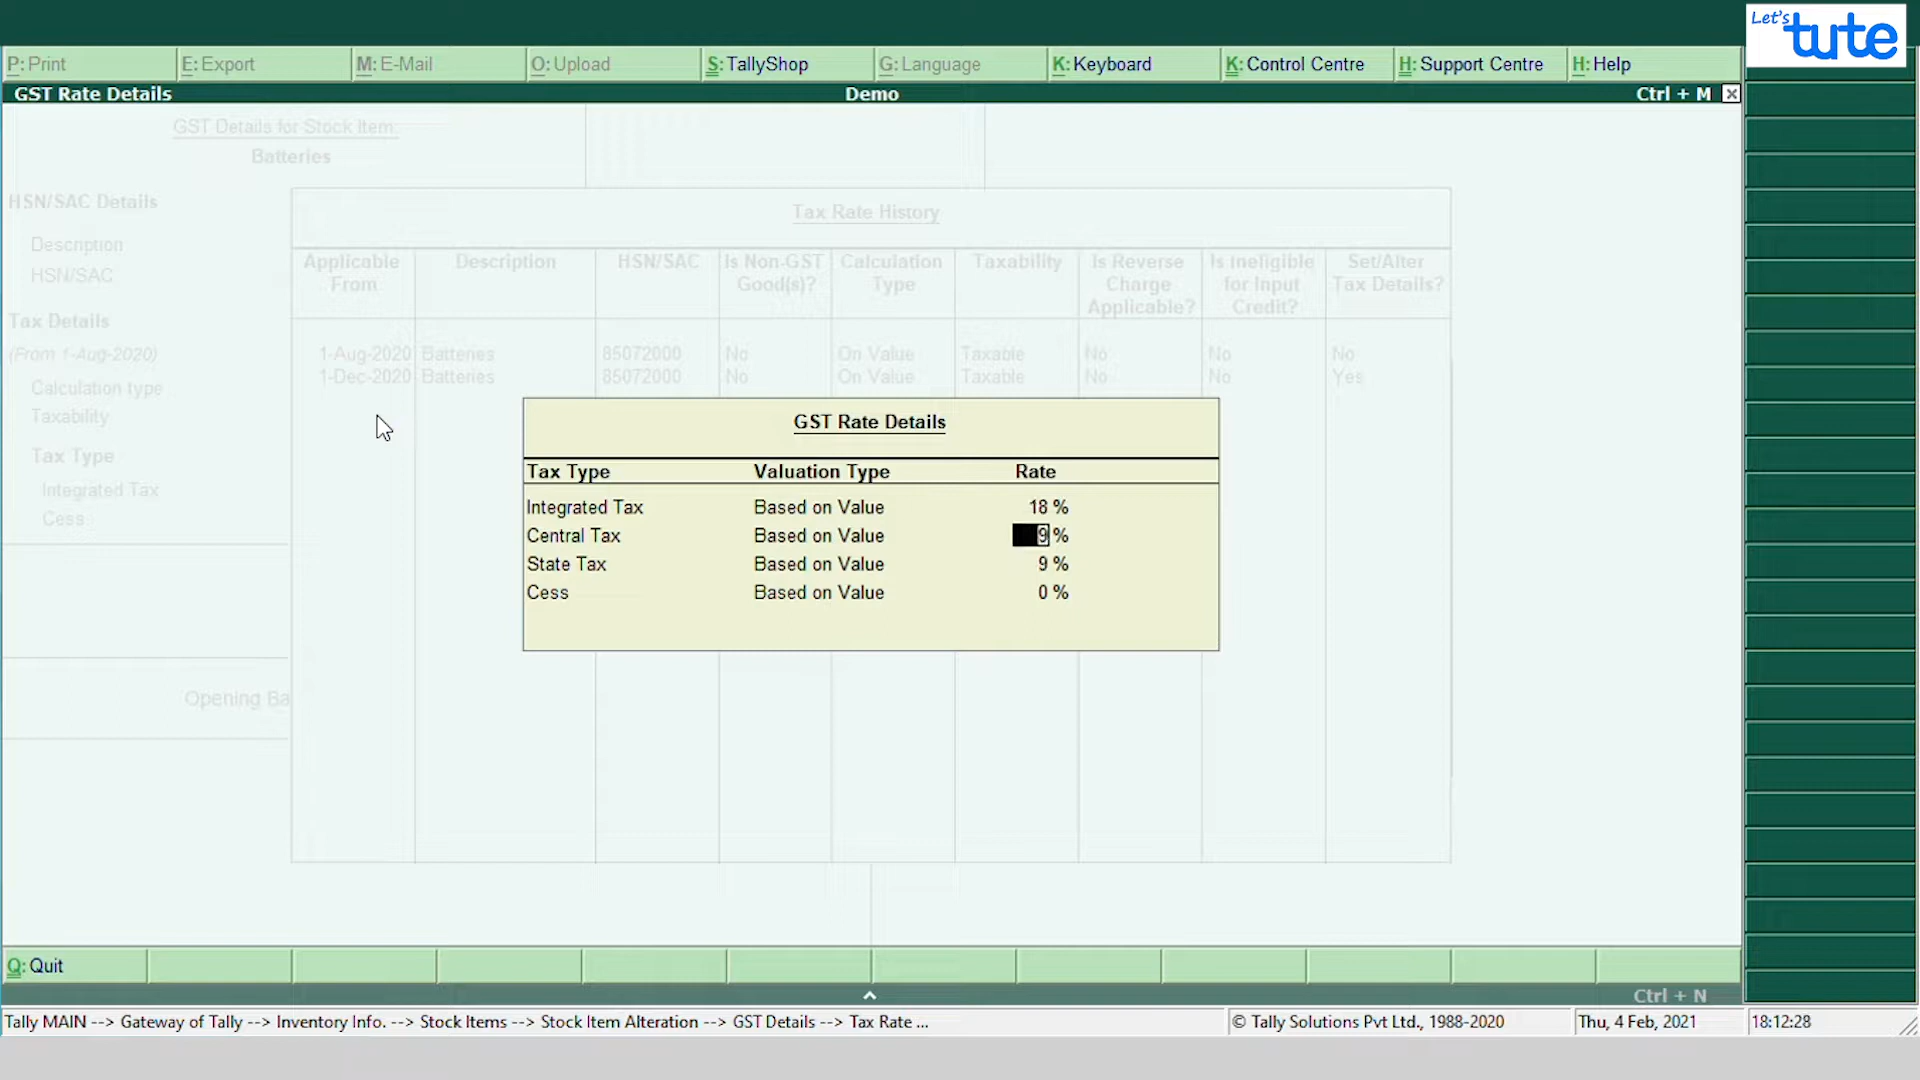 Let's
tute
P: Print E: Export M: E-Mail O: Upload S: TallyShop G: Language K: Keyboard K: Control Centre H: Support Centre H: Help
GST Rate Details Demo Ctrl + M
GST Details for Stock Item:
Batteries
HSN/SAC Details
Description
HSN/SAC
Tax Details
(From 1-Aug-2020)
Calculation type
Taxability
Tax Type
Integrated Tax
Cess
Opening Ba
Tax Rate History
Applicable From Description HSN/SAC Is Non-GST Good(s)? Calculation Type Taxability Is Reverse Charge Applicable? Is Ineligible for Input Credit? Set/Alter Tax Details?
1-Aug-2020 Batteries 85072000 No On Value Taxable No No No
1-Dec-2020 Batteries 85072000 No On Value Taxable No No Yes
GST Rate Details
Tax Type Valuation Type Rate
Integrated Tax Based on Value 18 %
Central Tax Based on Value 9 %
State Tax Based on Value 9 %
Cess Based on Value 0 %
Q: Quit
Ctrl + N
Tally MAIN --> Gateway of Tally --> Inventory Info. --> Stock Items --> Stock Item Alteration --> GST Details --> Tax Rate ... © Tally Solutions Pvt Ltd., 1988-2020 Thu, 4 Feb, 2021 18:12:28